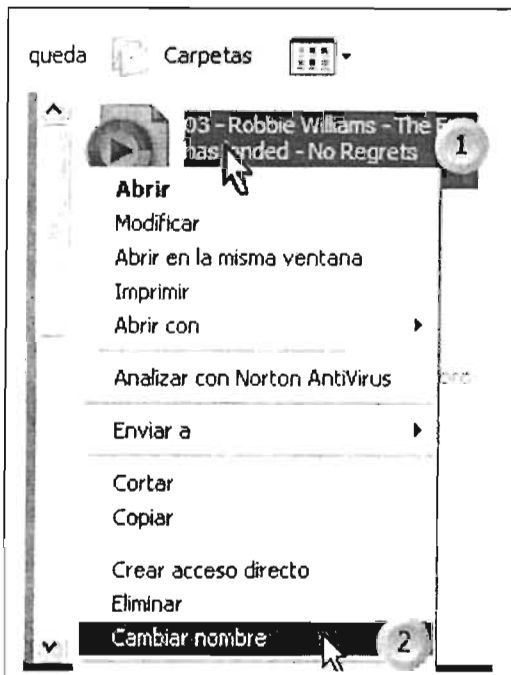 queda Carpetas
03 - Robbie Williams - The
has ended - No Regrets
1
Abrir
Modificar
Abrir en la misma ventana
Imprimir
Abrir con
Analizar con Norton AntiVirus
Enviar a
Cortar
Copiar
Crear acceso directo
Eliminar
Cambiar nombre
2